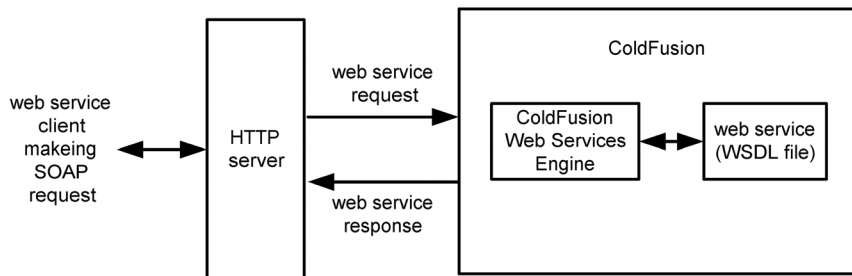 web service
client
makeing
SOAP
request
HTTP
server
web service
request
web service
response
ColdFusion
ColdFusion
Web Services
Engine
web service
(WSDL file)